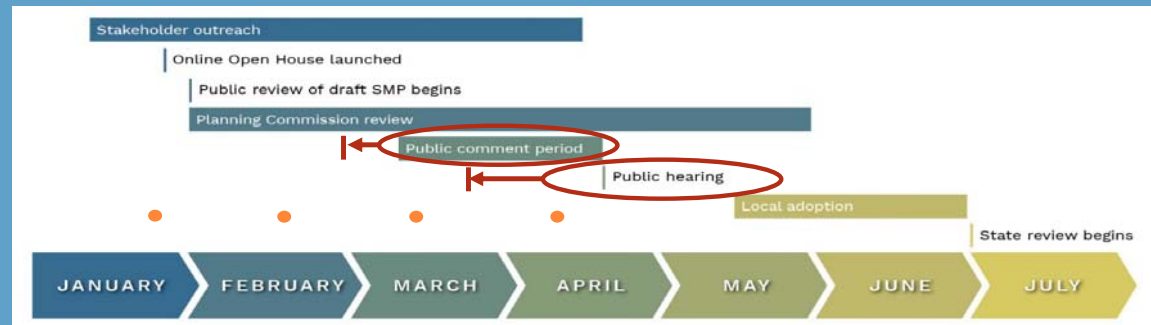 Stakeholder outreach
Online Open House launched
Public review of draft SMP begins
Planning Commission review
Public comment period
Public hearing
Local adoption
State review begins
JANUARY
FEBRUARY
MARCH
APRIL
MAY
JUNE
JULY